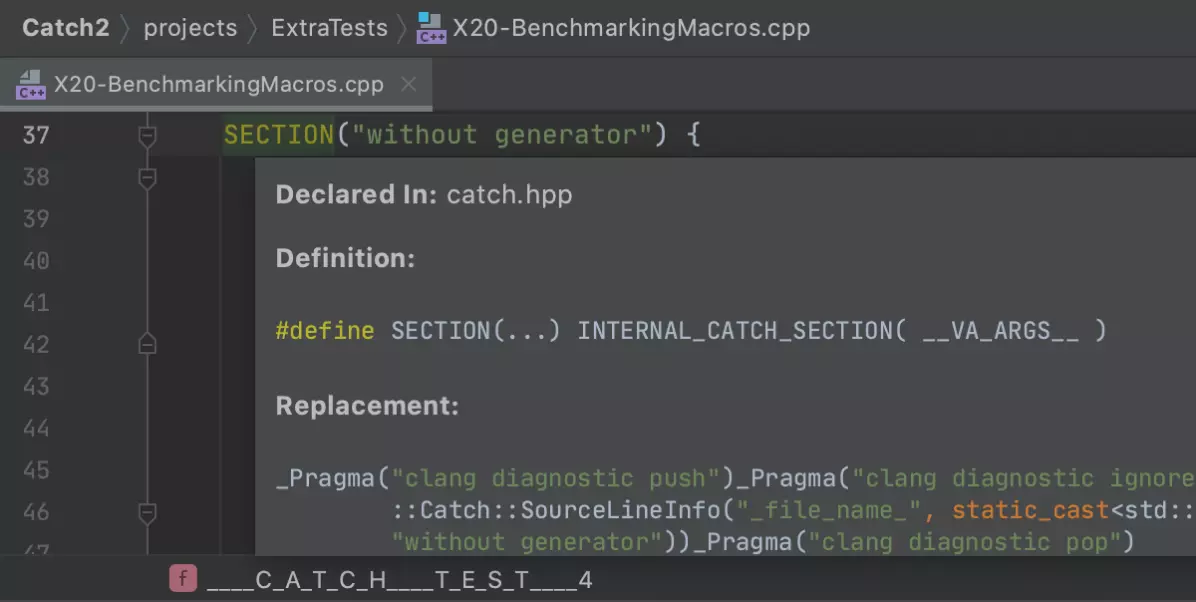 Catch2 projects ExtraTests C++ X20-BenchmarkingMacros.cpp
C++ X20-BenchmarkingMacros.cpp
37 SECTION("without generator") {
38
Declared In: catch.hpp
39
40 Definition:
41
42 #define SECTION(...) INTERNAL_CATCH_SECTION( __VA_ARGS__ )
43
44 Replacement:
45
_Pragma("clang diagnostic push")_Pragma("clang diagnostic ignore
46 ::Catch::SourceLineInfo("_file_name_", static_cast<std::
47 "without generator"))_Pragma("clang diagnostic pop")
f ____C_A_T_C_H____T_E_S_T____4